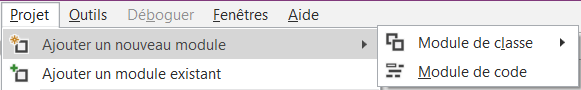 Projet Outils Déboguer Fenêtres Aide
Ajouter un nouveau module
Ajouter un module existant
Module de classe
Module de code